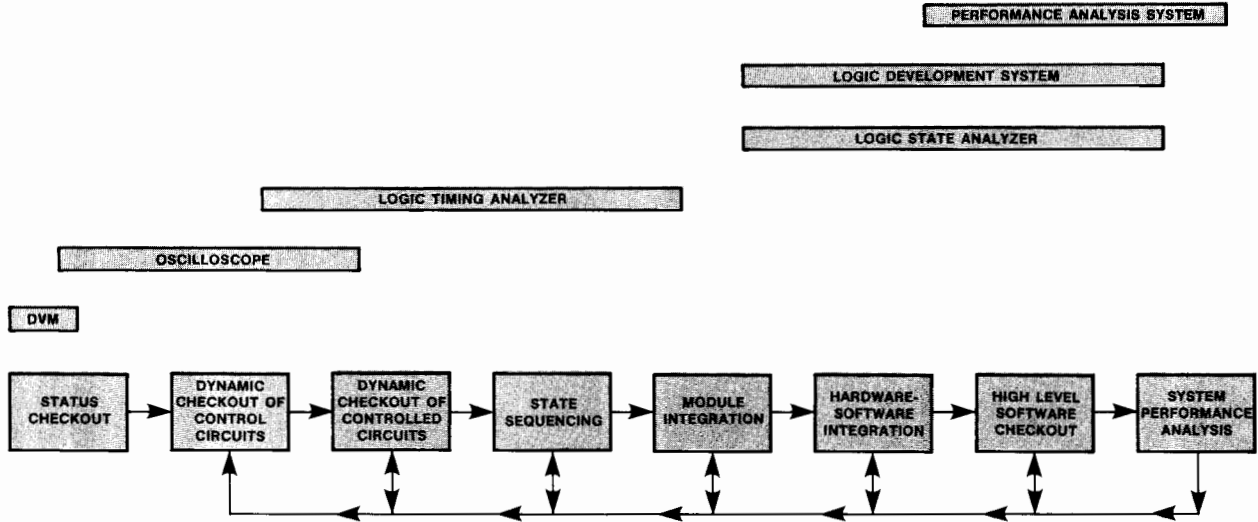 PERFORMANCE ANALYSIS SYSTEM
LOGIC DEVELOPMENT SYSTEM
LOGIC STATE ANALYZER
LOGIC TIMING ANALYZER
OSCILLOSCOPE
DVM
STATUS
CHECKOUT
DYNAMIC
CHECKOUT OF
CONTROL
CIRCUITS
DYNAMIC
CHECKOUT OF
CONTROLLED
CIRCUITS
STATE
SEQUENCING
MODULE
INTEGRATION
HARDWARE-
SOFTWARE
INTEGRATION
HIGH LEVEL
SOFTWARE
CHECKOUT
SYSTEM
PERFORMANCE
ANALYSIS